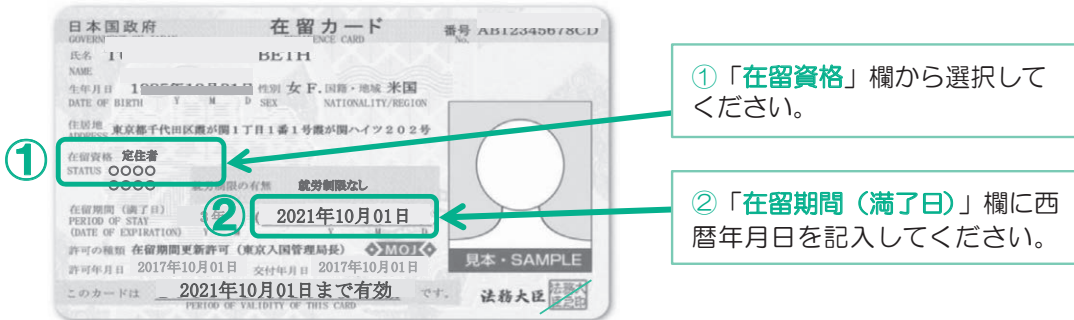 日本国政府 在留カード 番号 AB12345678CD
GOVERNMENT OF JAPAN RESIDENCE CARD No.
氏名 BETH
NAME
生年月日 性別 女 F. 国籍・地域 米国
DATE OF BIRTH Y M D SEX NATIONALITY/REGION
住居地 東京都千代田区霞が関1丁目1番1号霞が関ハイツ202号
ADDRESS
① 在留資格 定住者
STATUS ○○○○
○○○○ 就労制限の有無 就労制限なし
在留期間（満了日） ② ( 2021年10月01日
PERIOD OF STAY
(DATE OF EXPIRATION) Y Y M D
許可の種類 在留期間更新許可（東京入国管理局長） MOJ
許可年月日 2017年10月01日 交付年月日 2017年10月01日
見本・SAMPLE
このカードは 2021年10月01日まで有効 です。
PERIOD OF VALIDITY OF THIS CARD
法務大臣
①「在留資格」欄から選択して
ください。
②「在留期間（満了日）」欄に西
暦年月日を記入してください。